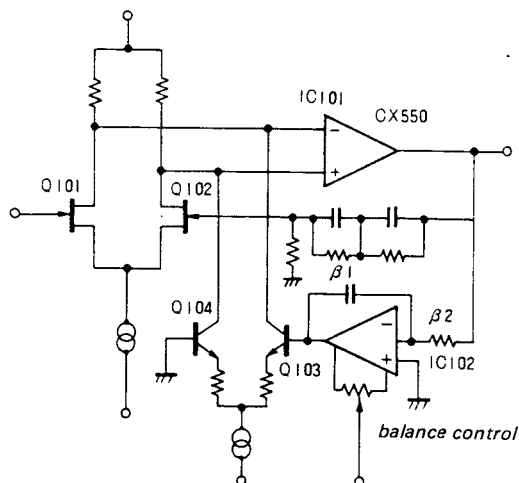 IC101
CX550
−
+
Q101
Q102
β1
Q104
−
β2
+
IC102
Q103
balance control